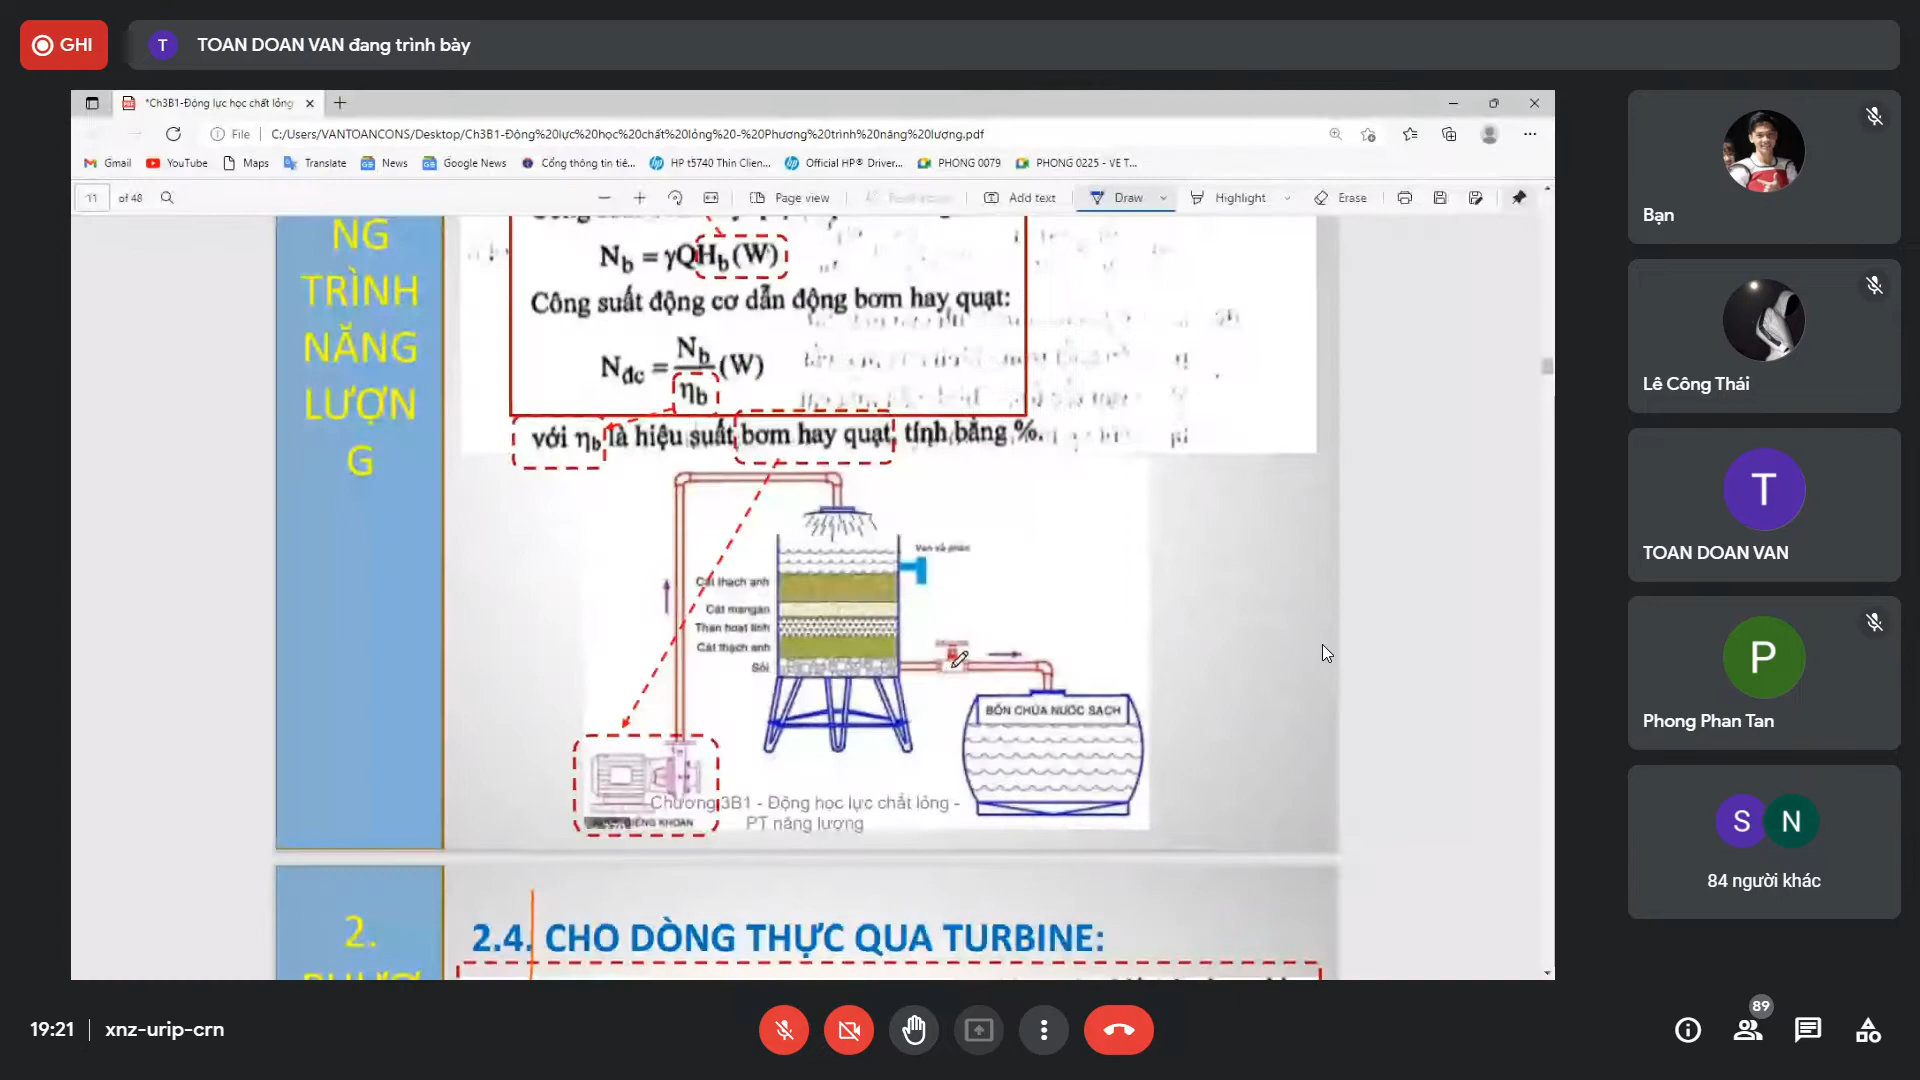 GHI
T
TOAN DOAN VAN đang trình bày
*Ch3B1-Động lực học chất lỏng
File
C:/Users/VANTOANCONS/Desktop/Ch3B1-Động%20lực%20học%20chất%20lỏng%20-%20Phương%20trình%20năng%20lượng.pdf
Gmail
YouTube
Maps
Translate
News
Google News
Cổng thông tin tiê...
HP t5740 Thin Clien...
Official HP® Driver...
PHONG 0079
PHONG 0225 - VE T...
11 of 48
Page view
Add text
Draw
Highlight
Erase
NG
TRÌNH
NĂNG
LƯỢN
G
N_b = γQH_b (W)
Công suất động cơ dẫn động bơm hay quạt:
N_đc = N_b / η_b (W)
với η_b là hiệu suất bơm hay quạt, tính bằng %.
Van xả phèn
Cát thạch anh
Cát mangan
Than hoạt tính
Cát thạch anh
Sỏi
BỒN CHỨA NƯỚC SẠCH
GIẾNG KHOAN
Chương 3B1 - Động học lực chất lỏng -
PT năng lượng
2.
2.4. CHO DÒNG THỰC QUA TURBINE:
Bạn
Lê Công Thái
T
TOAN DOAN VAN
P
Phong Phan Tan
S
N
84 người khác
19:21
xnz-urip-crn
89